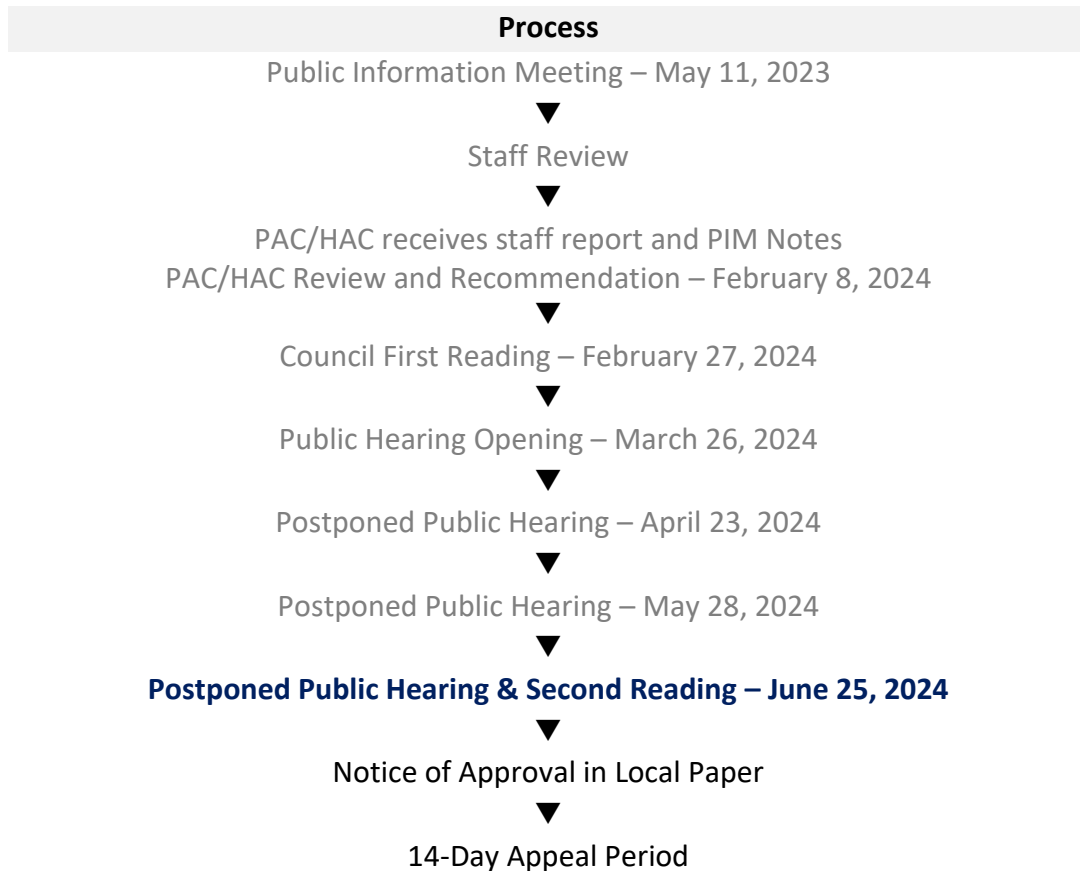 Process
Public Information Meeting – May 11, 2023
Staff Review
PAC/HAC receives staff report and PIM Notes
PAC/HAC Review and Recommendation – February 8, 2024
Council First Reading – February 27, 2024
Public Hearing Opening – March 26, 2024
Postponed Public Hearing – April 23, 2024
Postponed Public Hearing – May 28, 2024
Postponed Public Hearing & Second Reading – June 25, 2024
Notice of Approval in Local Paper
14-Day Appeal Period